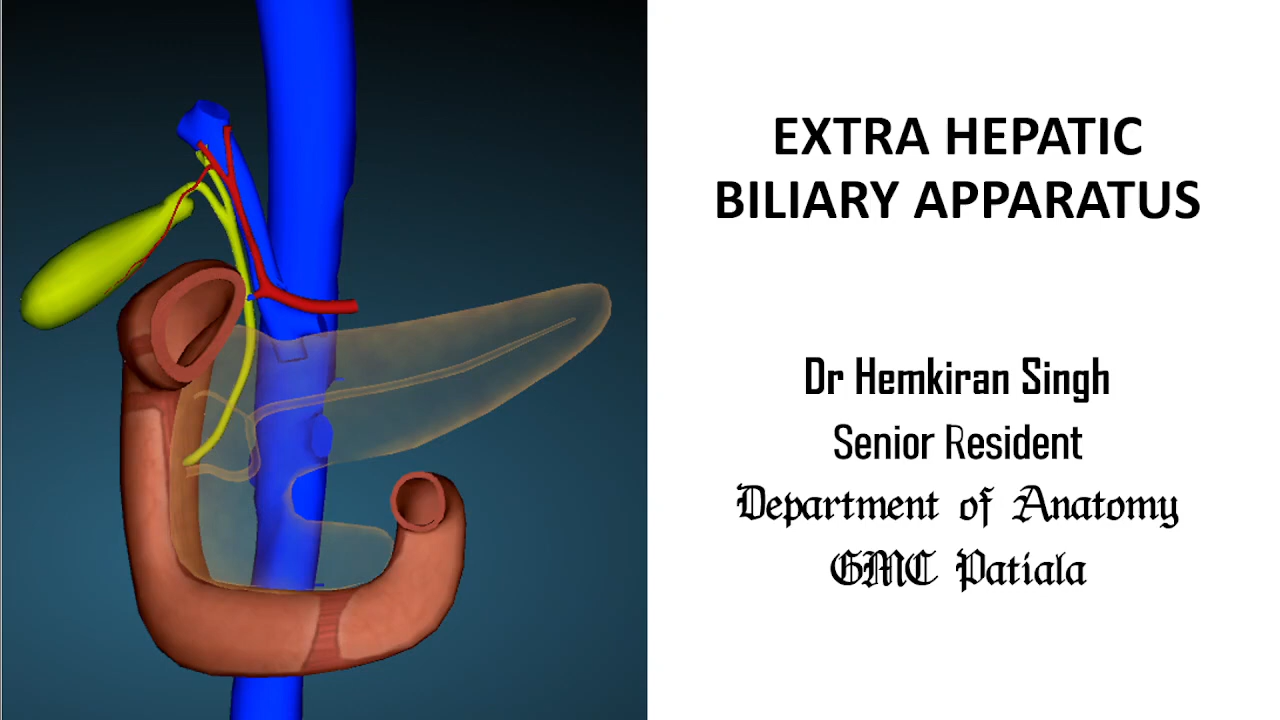 EXTRA HEPATIC
BILIARY APPARATUS
Dr Hemkiran Singh
Senior Resident
Department of Anatomy
GMC Patiala